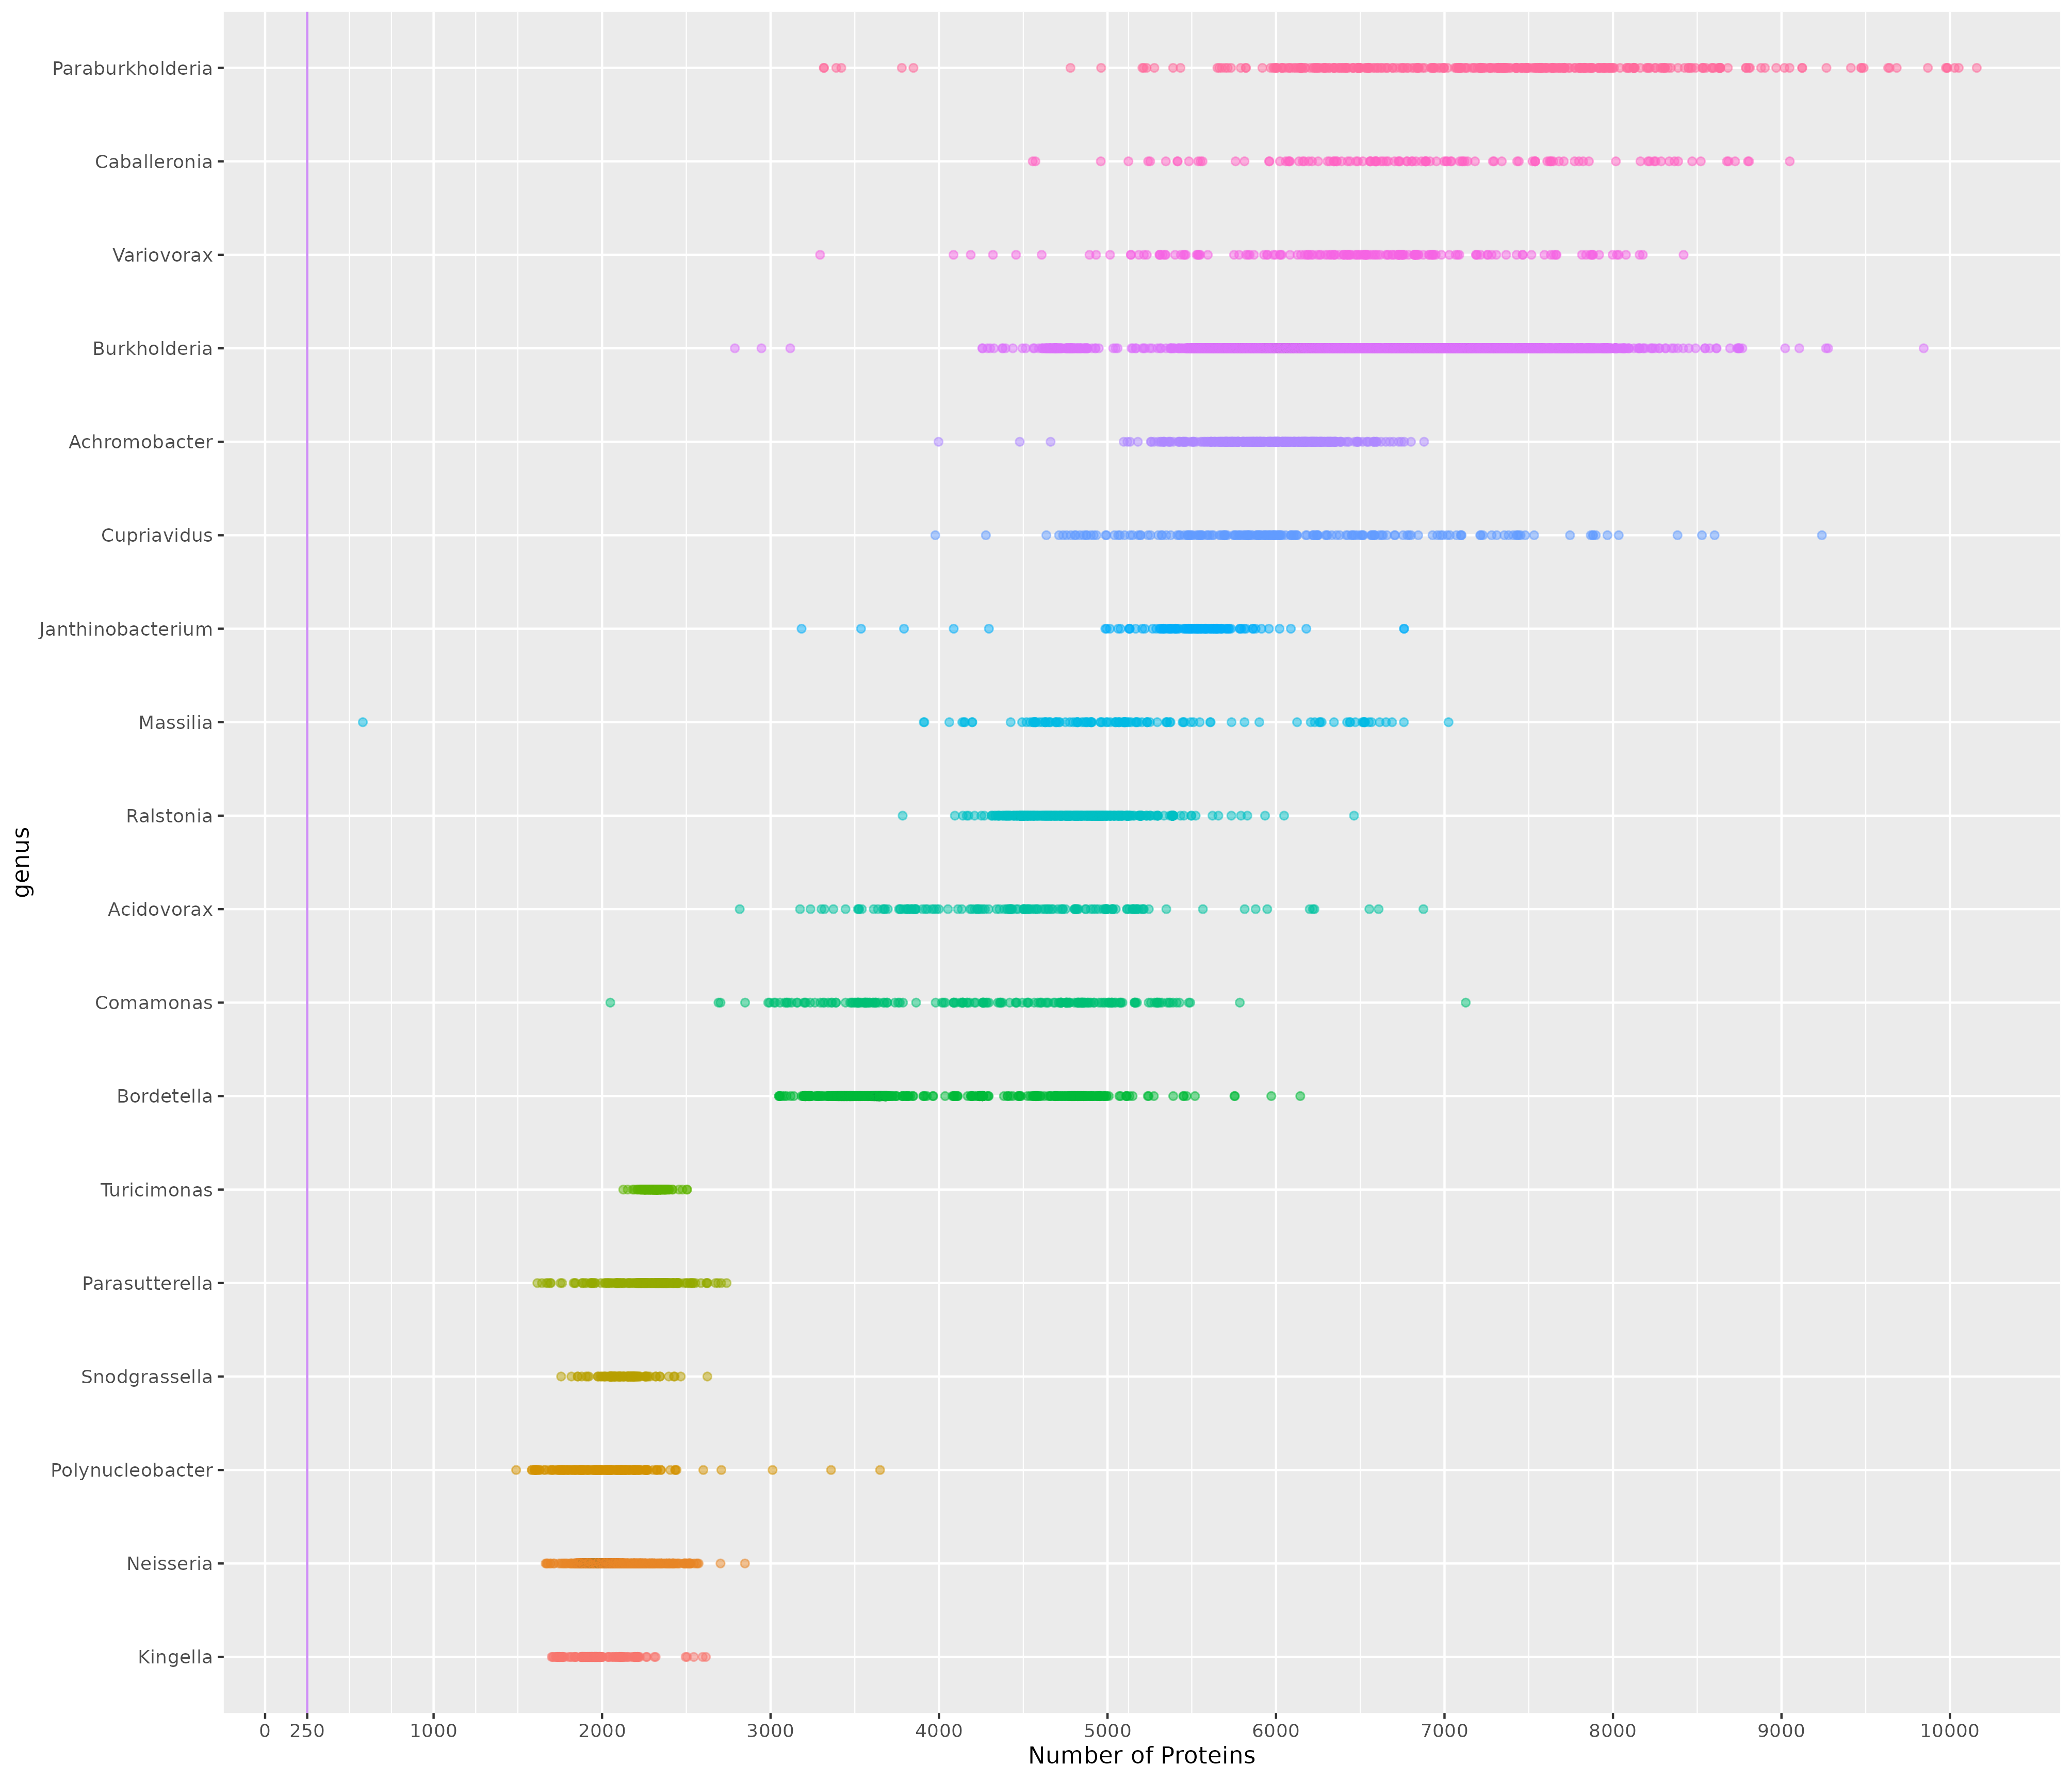 genus
Paraburkholderia
Caballeronia
Variovorax
Burkholderia
Achromobacter
Cupriavidus
Janthinobacterium
Massilia
Ralstonia
Acidovorax
Comamonas
Bordetella
Turicimonas
Parasutterella
Snodgrassella
Polynucleobacter
Neisseria
Kingella
0 250 1000 2000 3000 4000 5000 6000 7000 8000 9000 10000
Number of Proteins